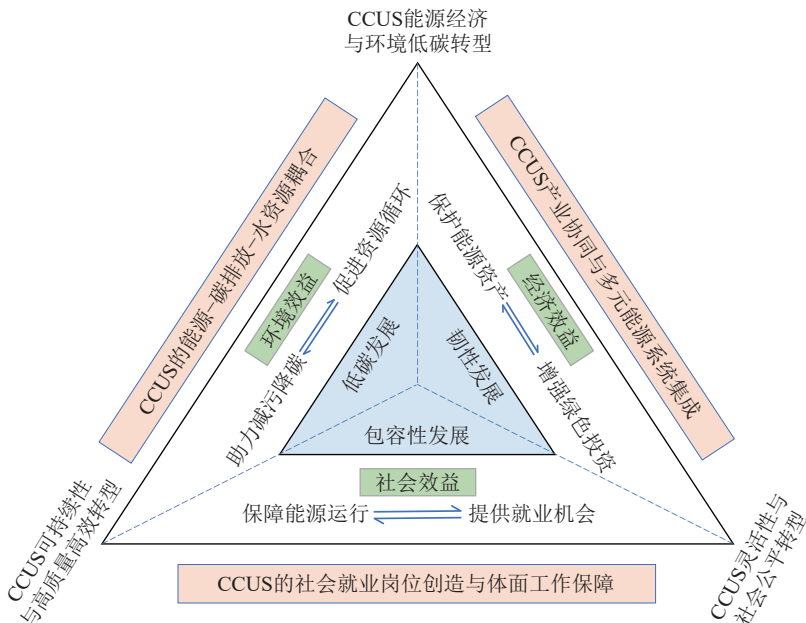 CCUS能源经济
与环境低碳转型
CCUS的能源-碳排放-水资源耦合
CCUS产业协同与多元能源系统集成
促进资源循环
环境效益
助力减污降碳
保护能源资产
经济效益
增强绿色投资
低碳发展
韧性发展
包容性发展
社会效益
保障能源运行
提供就业机会
CCUS可持续性
与高质量高效转型
CCUS灵活性与
社会公平转型
CCUS的社会就业岗位创造与体面工作保障